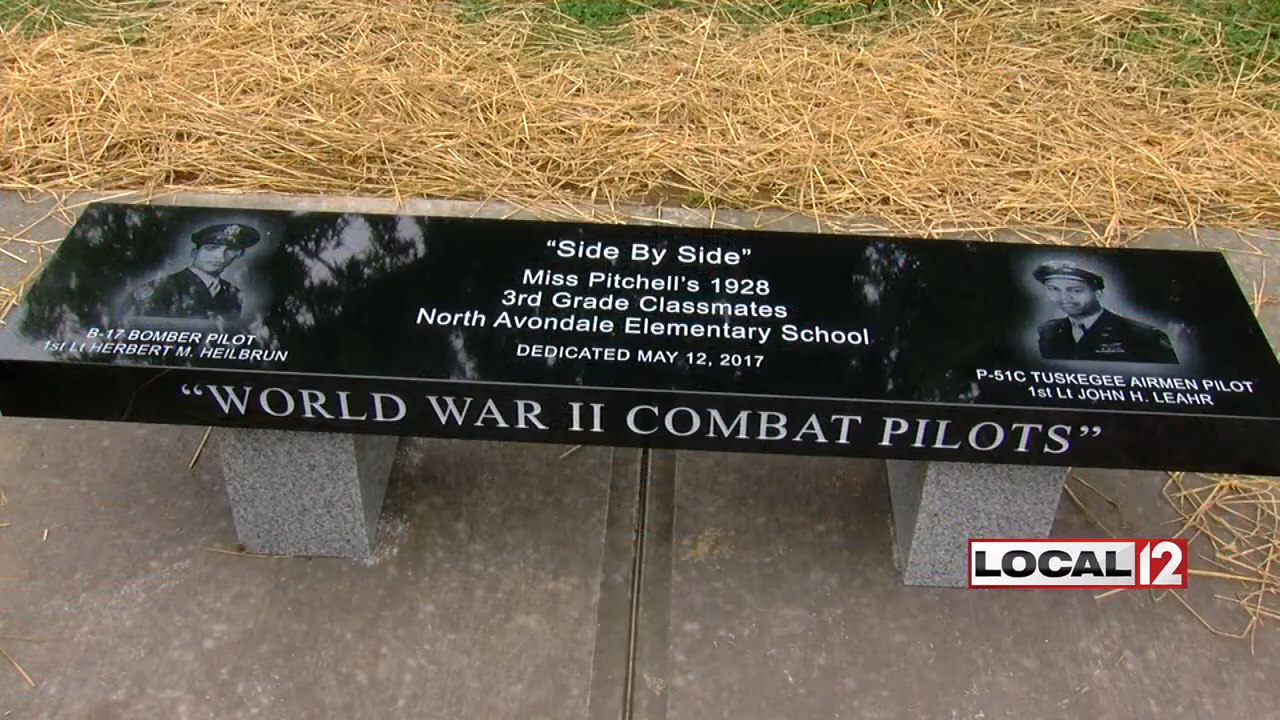 “Side By Side”
Miss Pitchell's 1928
3rd Grade Classmates
North Avondale Elementary School
DEDICATED MAY 12, 2017
B-17 BOMBER PILOT
1st Lt HERBERT M. HEILBRUN
P-51C TUSKEGEE AIRMEN PILOT
1st Lt JOHN H. LEAHR
“WORLD WAR II COMBAT PILOTS”
LOCAL 12